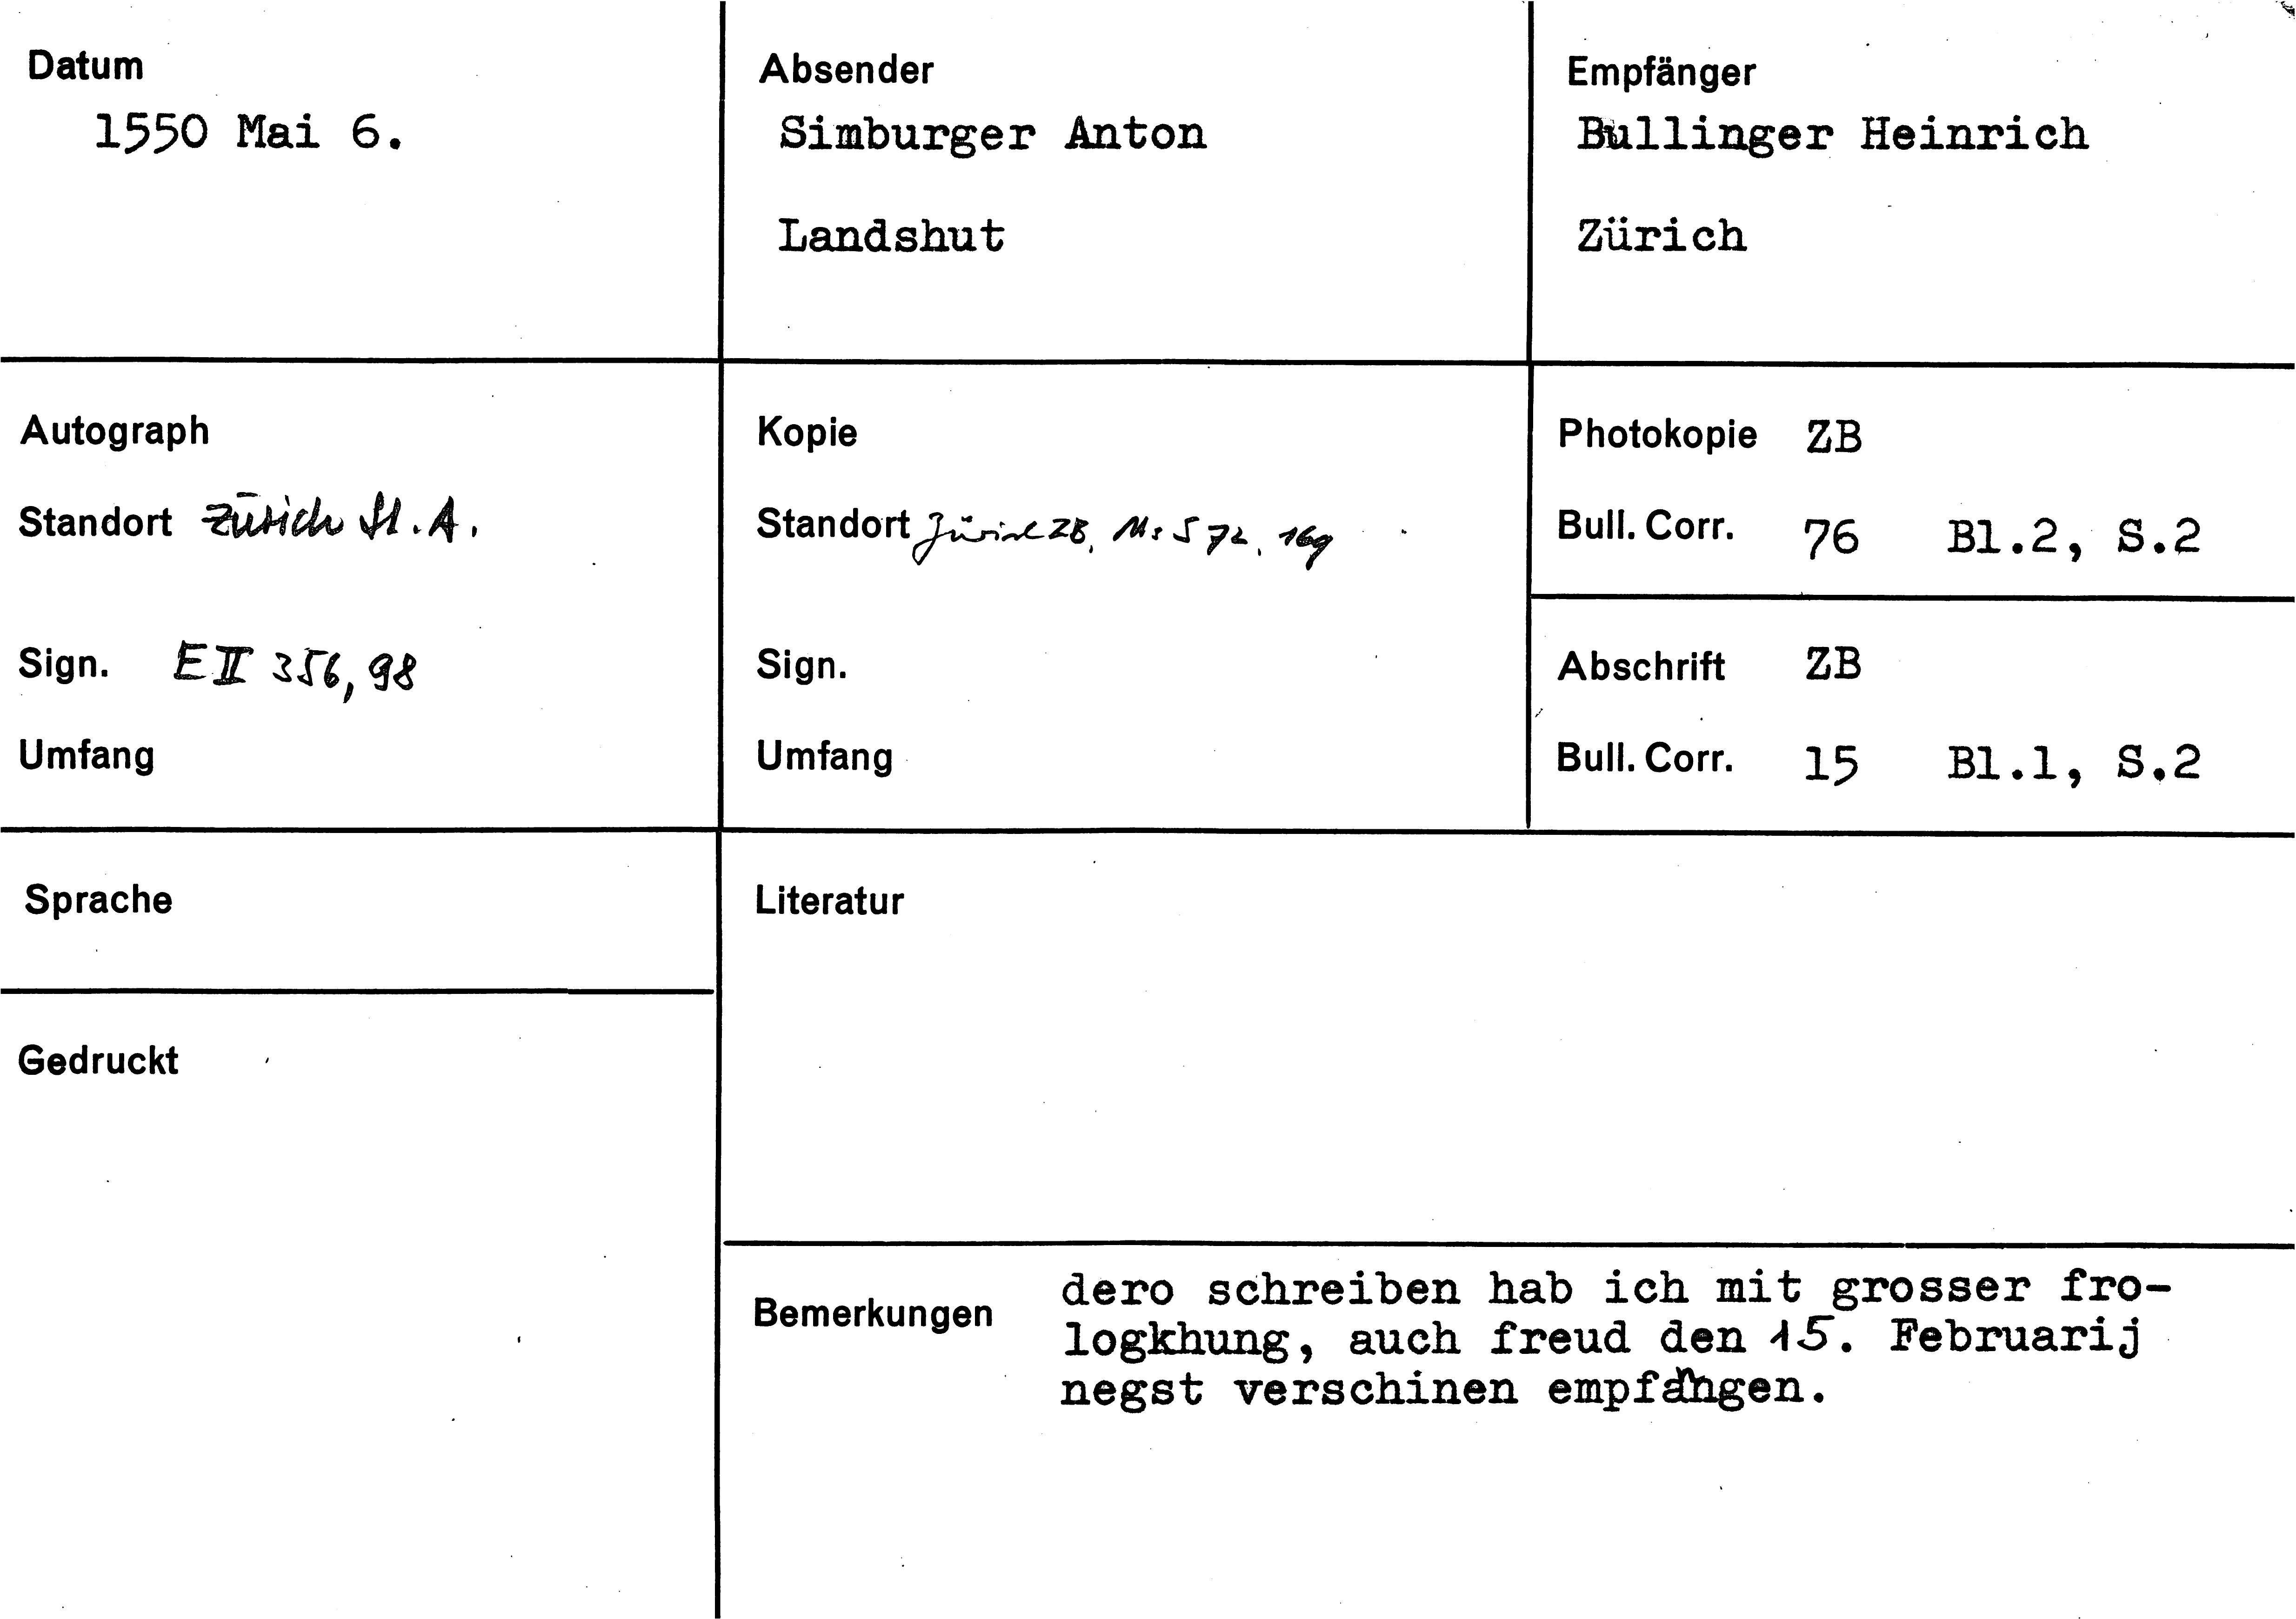 Datum
1550 Mai 6.
Absender
Simburger Anton
Landshut
Empfänger
Bullinger Heinrich
Zürich
Autograph
Standort Zürich St. A.
Sign. E II 356, 98
Umfang
Kopie
Standort Zürich ZB, Ms S 72, 169
Sign.
Umfang
Photokopie ZB
Bull. Corr. 76 Bl.2, S.2
Abschrift ZB
Bull. Corr. 15 Bl.1, S.2
Sprache
Gedruckt
Literatur
Bemerkungen
dero schreiben hab ich mit grosser fro-
logkhung, auch freud den 15. Februarij
negst verschinen empfangen.